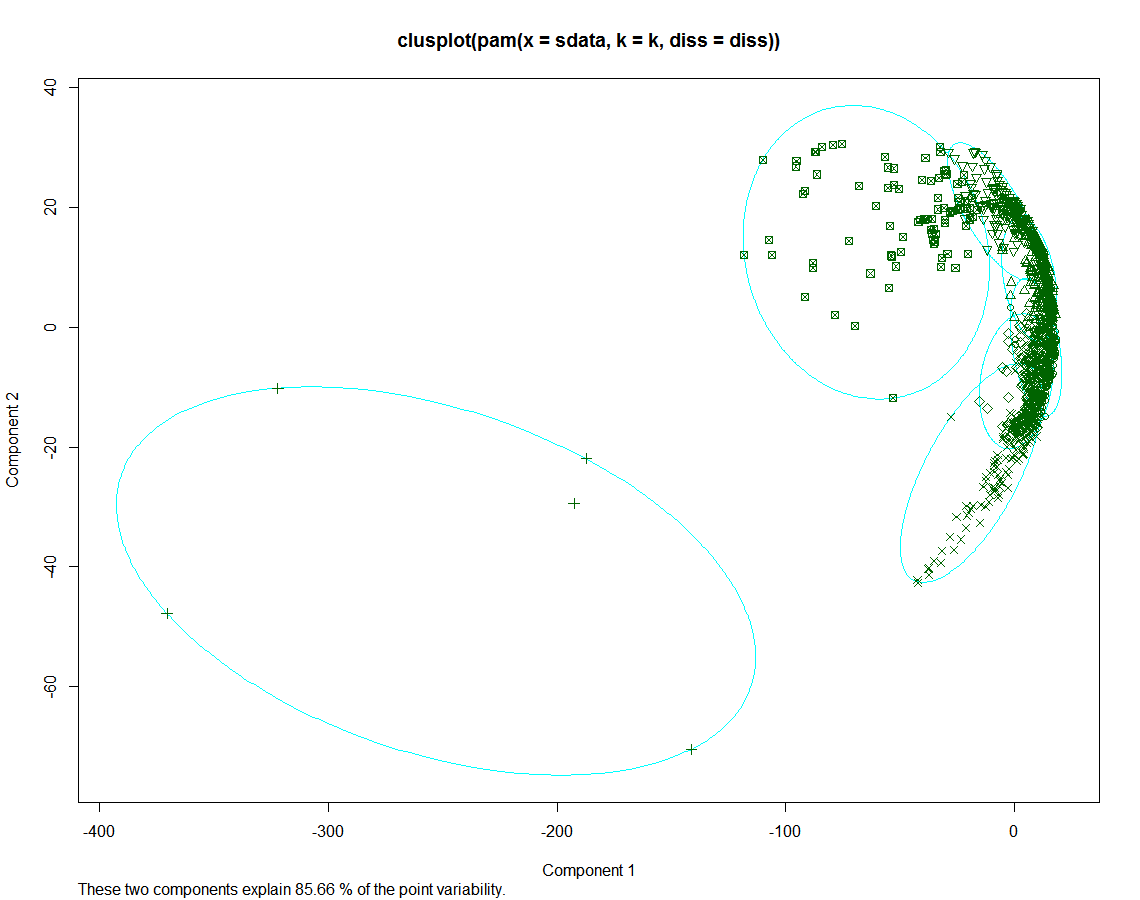 clusplot(pam(x = sdata, k = k, diss = diss))
40
20
0
-20
-40
-60
Component 2
-400
-300
-200
-100
0
Component 1
These two components explain 85.66 % of the point variability.